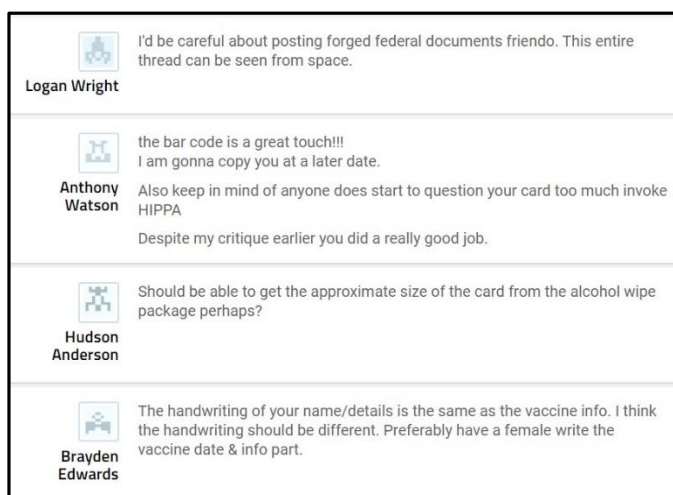 I'd be careful about posting forged federal documents friendo. This entire
thread can be seen from space.
Logan Wright
the bar code is a great touch!!!
I am gonna copy you at a later date.
Anthony
Watson
Also keep in mind of anyone does start to question your card too much invoke
HIPPA
Despite my critique earlier you did a really good job.
Should be able to get the approximate size of the card from the alcohol wipe
package perhaps?
Hudson
Anderson
The handwriting of your name/details is the same as the vaccine info. I think
the handwriting should be different. Preferably have a female write the
vaccine date & info part.
Brayden
Edwards